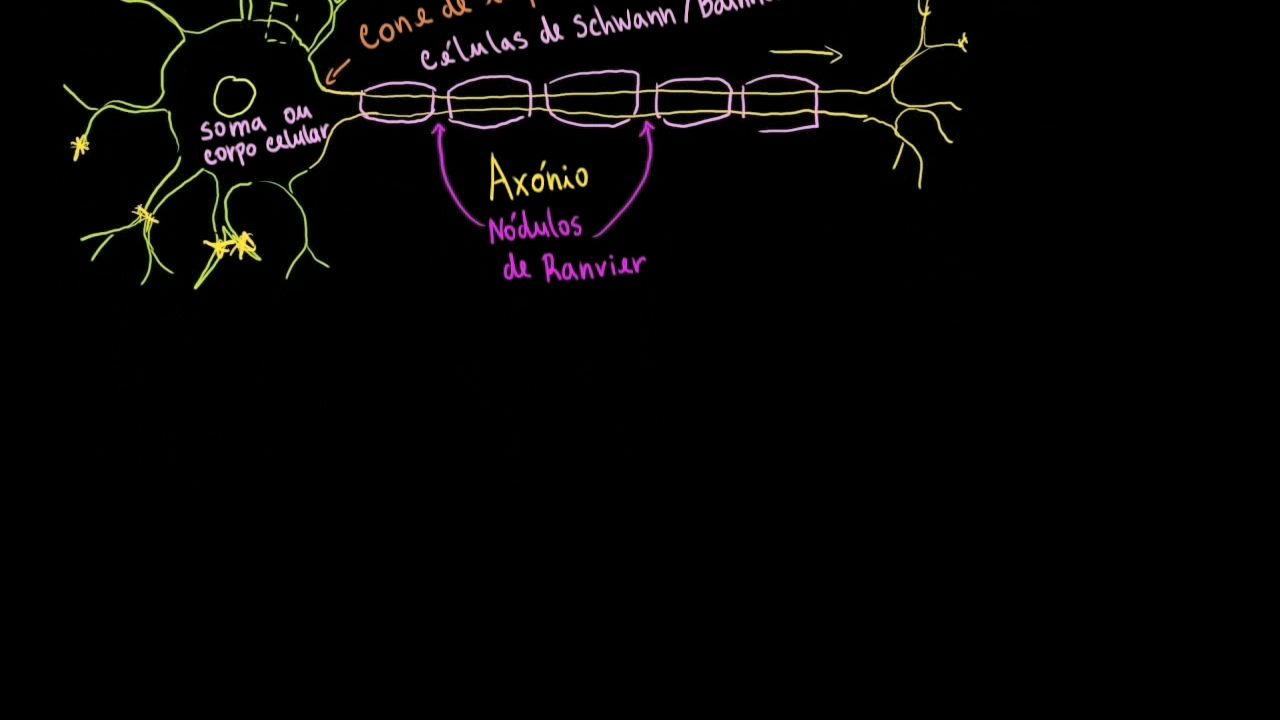 cone de
células de Schwann /
soma ou
corpo celular
Axónio
Nódulos
de Ranvier